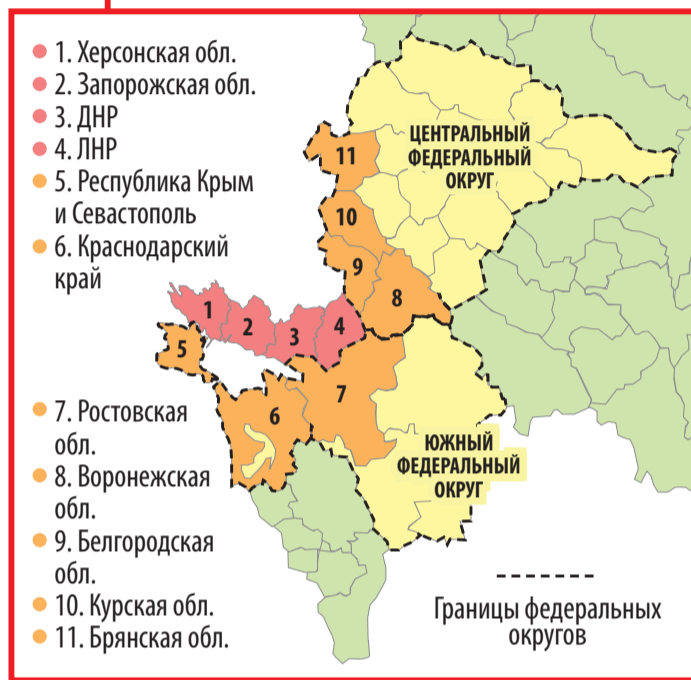 1. Херсонская обл.
2. Запорожская обл.
3. ДНР
4. ЛНР
5. Республика Крым
и Севастополь
6. Краснодарский
край
7. Ростовская
обл.
8. Воронежская
обл.
9. Белгородская
обл.
10. Курская обл.
11. Брянская обл.
ЦЕНТРАЛЬНЫЙ
ФЕДЕРАЛЬНЫЙ
ОКРУГ
11
10
9
8
1
2
3
4
5
6
7
ЮЖНЫЙ
ФЕДЕРАЛЬНЫЙ
ОКРУГ
Границы федеральных
округов